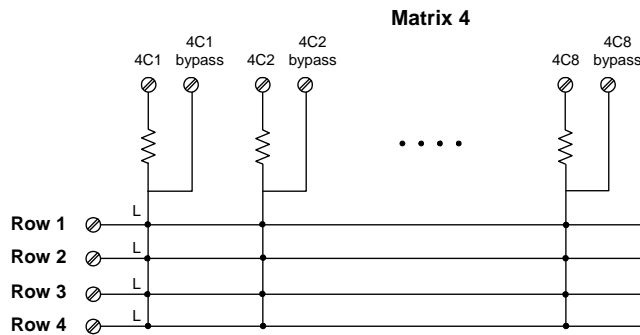 Matrix 4
4C1
4C1 bypass
4C2
4C2 bypass
4C8
4C8 bypass
L
Row 1
L
Row 2
L
Row 3
L
Row 4